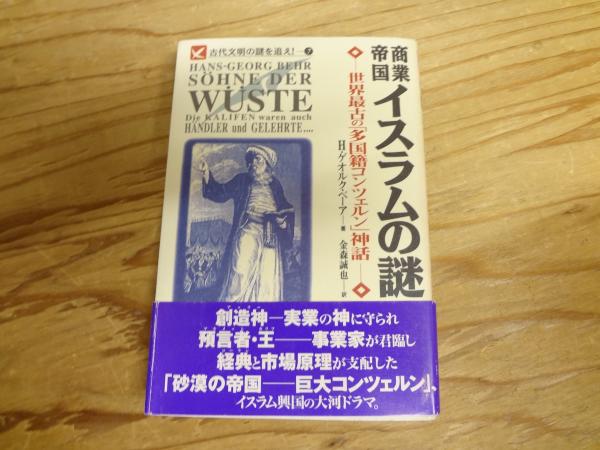 古代文明の謎を追え!—7
HANS-GEORG BEHR
SÖHNE DER
WÜSTE
Die KALIFEN waren auch
HÄNDLER und GELEHRTE....
商業帝国イスラムの謎
世界最古の「多国籍コンツェルン」神話
H・ゲオルク・ベーア 著 金森誠也 訳
創造神―実業の神に守られ
預言者・王――事業家が君臨し
経典と市場原理が支配した
「砂漠の帝国――巨大コンツェルン」、
イスラム興国の大河ドラマ。